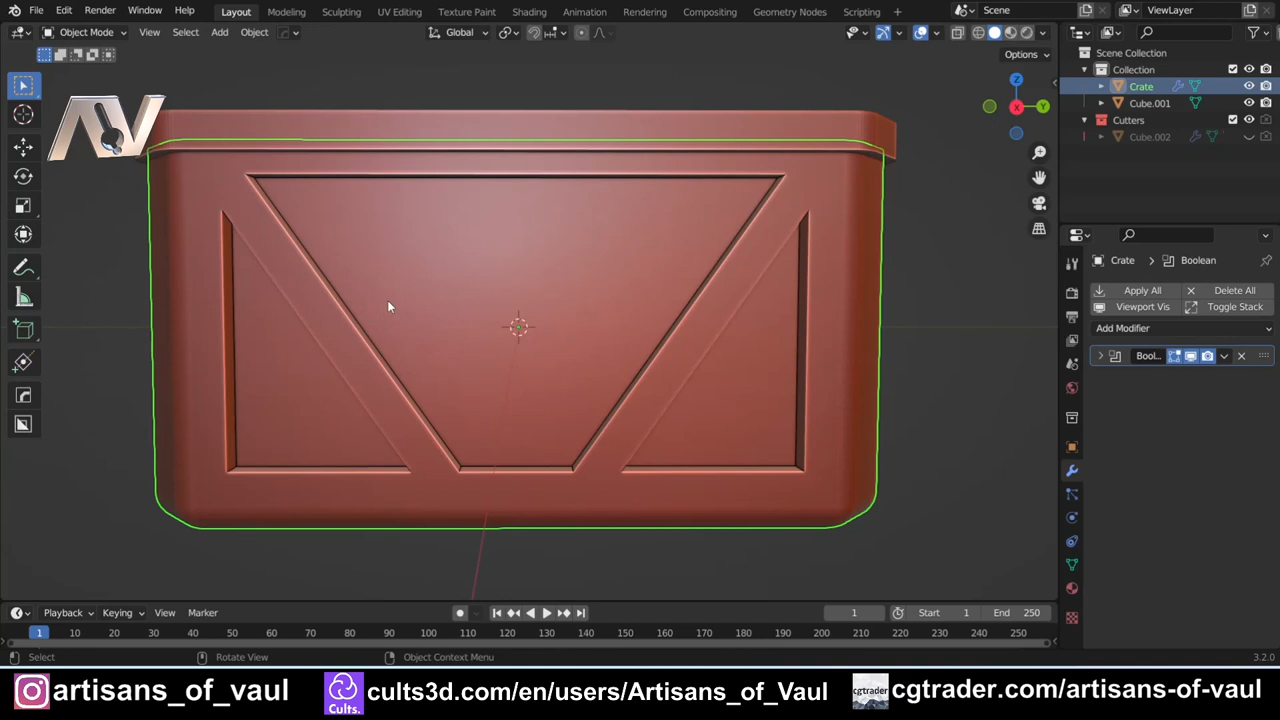 File Edit Render Window Help Layout Modeling Sculpting UV Editing Texture Paint Shading Animation Rendering Compositing Geometry Nodes Scripting + Scene ViewLayer
Object Mode View Select Add Object Global
Options
Scene Collection
Collection
Crate
Cube.001
Cutters
Cube.002
AV
X
Y
Z
Crate > Boolean
Apply All Delete All
Viewport Vis Toggle Stack
Add Modifier
Bool...
Playback Keying View Marker 1 Start 1 End 250
1 10 20 30 40 50 60 70 80 90 100 110 120 130 140 150 160 170 180 190 200 210 220 230 240 250
Select Rotate View Object Context Menu 3.2.0
artisans_of_vaul Cults. cults3d.com/en/users/Artisans_of_Vaul cgtrader.com/artisans-of-vaul